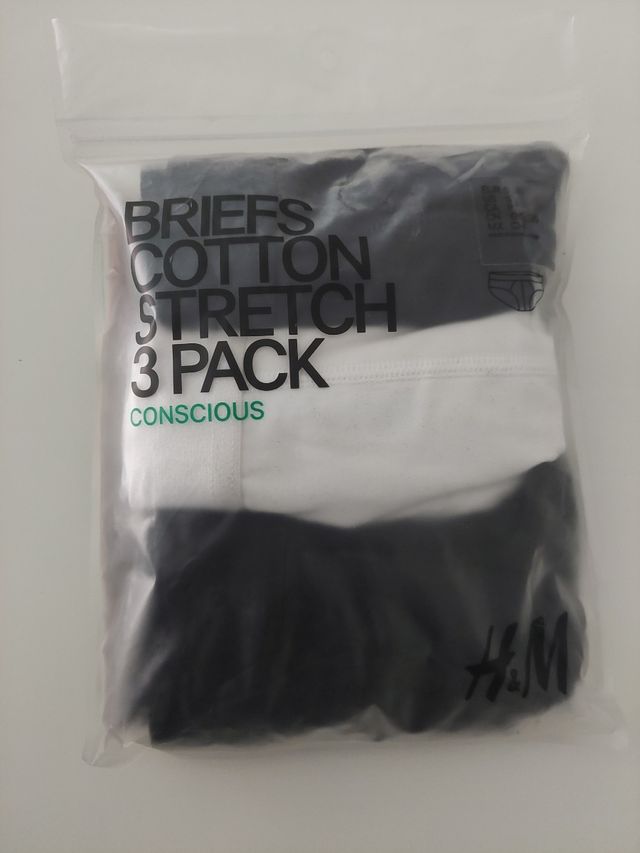 BRIEFS
COTTON
STRETCH
3 PACK
CONSCIOUS
H&M